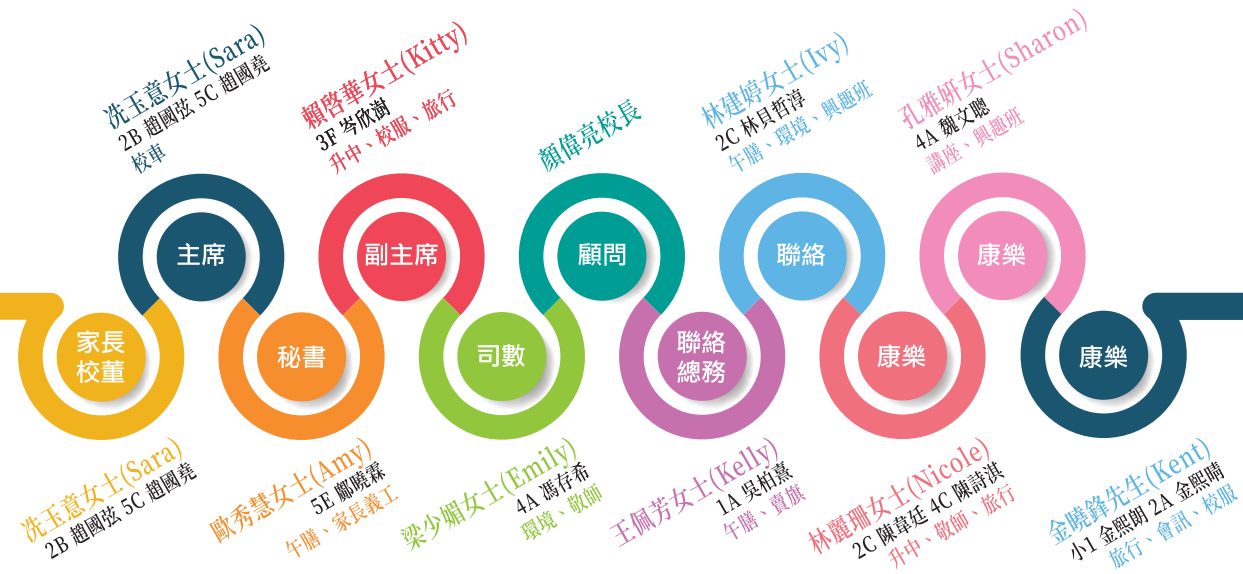 冼玉意女士(Sara)
2B 趙國弦 5C 趙國堯
校車
賴啓華女士(Kitty)
3F 岑欣澍
升中、校服、旅行
顏偉亮校長
林建婷女士(Ivy)
2C 林貝哲淳
午膳、環境、興趣班
孔雅妍女士(Sharon)
4A 魏文聰
講座、興趣班
主席
副主席
顧問
聯絡
康樂
家長
校董
秘書
司數
聯絡
總務
康樂
康樂
冼玉意女士(Sara)
2B 趙國弦 5C 趙國堯
歐秀慧女士(Amy)
5E 鄺曉霖
午膳、家長義工
梁少媚女士(Emily)
4A 馮存希
環境、敬師
王佩芳女士(Kelly)
1A 吳柏熹
午膳、賣旗
林麗珊女士(Nicole)
2C 陳韋廷 4C 陳詩淇
升中、敬師、旅行
金曉鋒先生(Kent)
小1 金熙朗 2A 金熙晴
旅行、會訊、校服